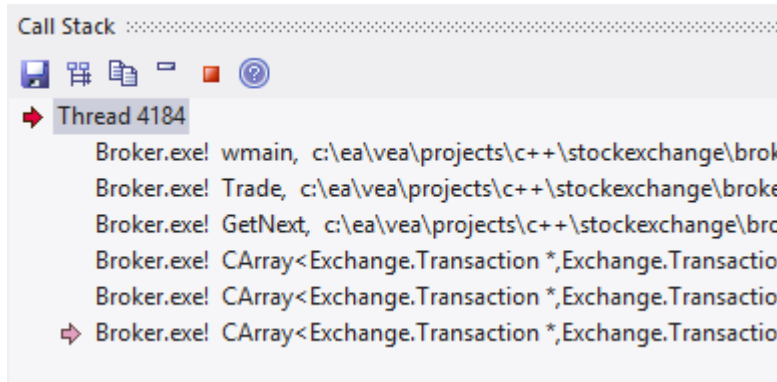 Call Stack
Thread 4184
Broker.exe! wmain, c:\ea\vea\projects\c++\stockexchange\brok
Broker.exe! Trade, c:\ea\vea\projects\c++\stockexchange\broke
Broker.exe! GetNext, c:\ea\vea\projects\c++\stockexchange\bro
Broker.exe! CArray<Exchange.Transaction *,Exchange.Transactio
Broker.exe! CArray<Exchange.Transaction *,Exchange.Transactio
Broker.exe! CArray<Exchange.Transaction *,Exchange.Transactio